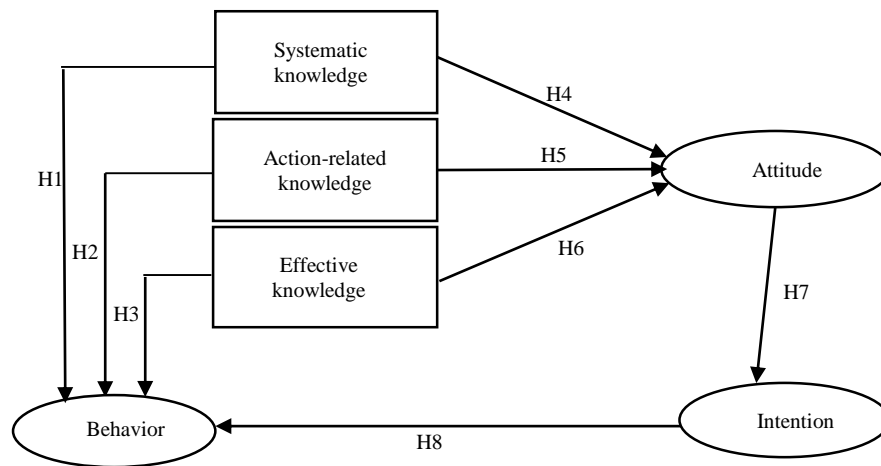 Systematic
knowledge
H4
H1
Action-related
knowledge
H5
Attitude
H2
Effective
knowledge
H6
H3
H7
Behavior
H8
Intention